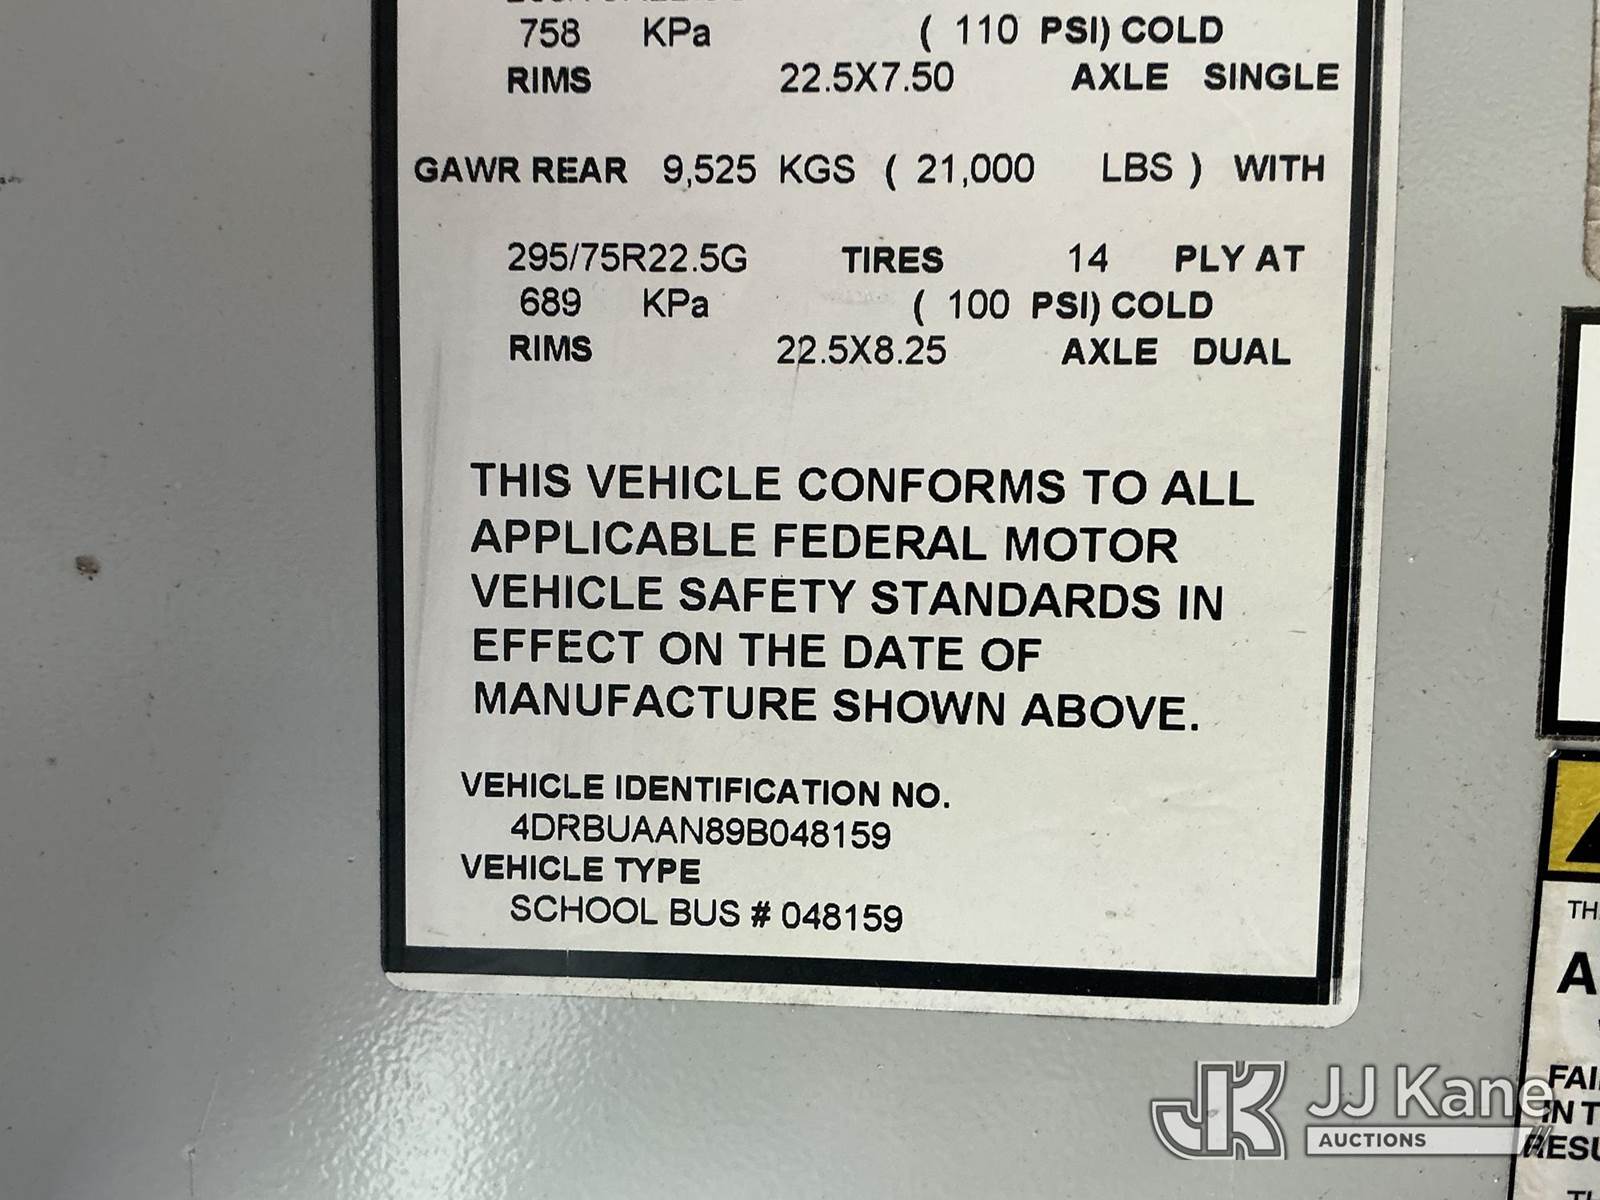 758 KPa ( 110 PSI) COLD
RIMS 22.5X7.50 AXLE SINGLE
GAWR REAR 9,525 KGS ( 21,000 LBS ) WITH
295/75R22.5G TIRES 14 PLY AT
689 KPa ( 100 PSI) COLD
RIMS 22.5X8.25 AXLE DUAL
THIS VEHICLE CONFORMS TO ALL
APPLICABLE FEDERAL MOTOR
VEHICLE SAFETY STANDARDS IN
EFFECT ON THE DATE OF
MANUFACTURE SHOWN ABOVE.
VEHICLE IDENTIFICATION NO.
4DRBUAAN89B048159
VEHICLE TYPE
SCHOOL BUS # 048159
JK JJ Kane
AUCTIONS